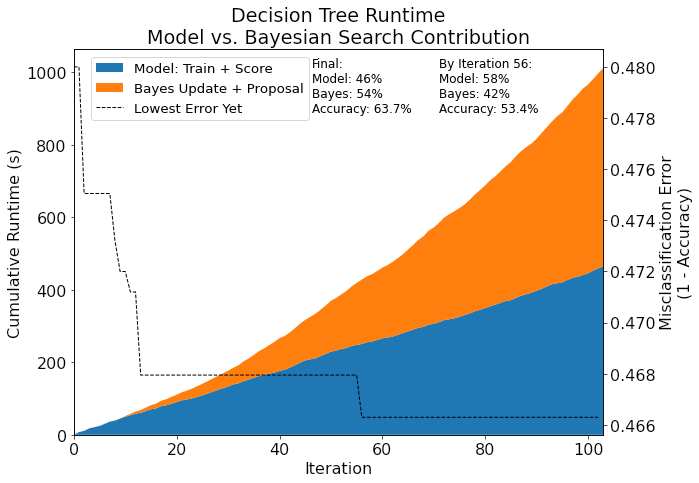 Decision Tree Runtime
Model vs. Bayesian Search Contribution
Model: Train + Score
Bayes Update + Proposal
Lowest Error Yet
Final:
Model: 46%
Bayes: 54%
Accuracy: 63.7%
By Iteration 56:
Model: 58%
Bayes: 42%
Accuracy: 53.4%
Cumulative Runtime (s)
1000
800
600
400
200
0
0
20
40
60
80
100
Iteration
0.480
0.478
0.476
0.474
0.472
0.470
0.468
0.466
Misclassification Error
(1 - Accuracy)